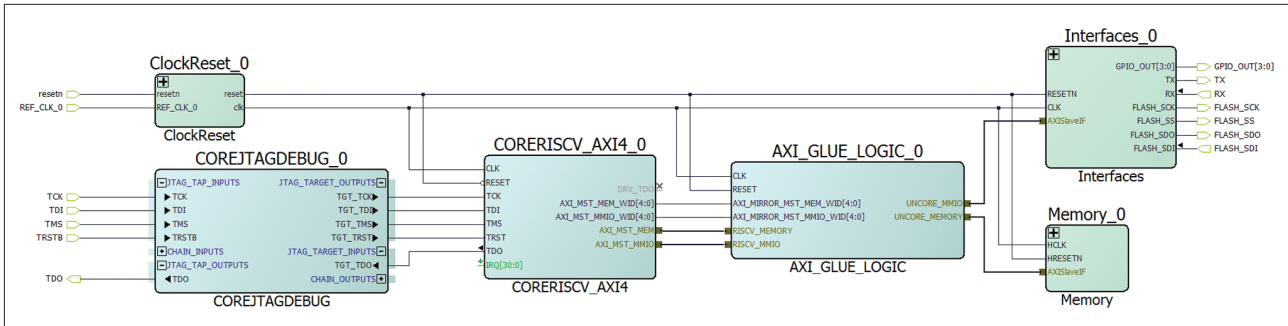 ClockReset_0
resetn
resetn
reset
REF_CLK_0
REF_CLK_0
clk
ClockReset
COREJTAGDEBUG_0
JTAG_TAP_INPUTS
JTAG_TARGET_OUTPUTS
TCK
TCK
TGT_TCK
TDI
TDI
TGT_TDI
TMS
TMS
TGT_TMS
TRSTB
TRSTB
TGT_TRST
CHAIN_INPUTS
JTAG_TARGET_INPUTS
JTAG_TAP_OUTPUTS
TGT_TDO
TDO
TDO
CHAIN_OUTPUTS
COREJTAGDEBUG
CORERISCV_AXI4_0
CLK
RESET
TCK
DRV_TDO
TDI
AXI_MST_MEM_WID[4:0]
TMS
AXI_MST_MMIO_WID[4:0]
TRST
AXI_MST_MEM
TDO
AXI_MST_MMIO
IRQ[30:0]
CORERISCV_AXI4
AXI_GLUE_LOGIC_0
CLK
RESET
AXI_MIRROR_MST_MEM_WID[4:0]
UNCORE_MMIO
AXI_MIRROR_MST_MMIO_WID[4:0]
UNCORE_MEMORY
RISCV_MEMORY
RISCV_MMIO
AXI_GLUE_LOGIC
Interfaces_0
GPIO_OUT[3:0]
GPIO_OUT[3:0]
TX
TX
RESETN
RX
RX
CLK
FLASH_SCK
FLASH_SCK
AXISlaveIF
FLASH_SS
FLASH_SS
FLASH_SDO
FLASH_SDO
FLASH_SDI
FLASH_SDI
Interfaces
Memory_0
HCLK
HRESETN
AXISlaveIF
Memory